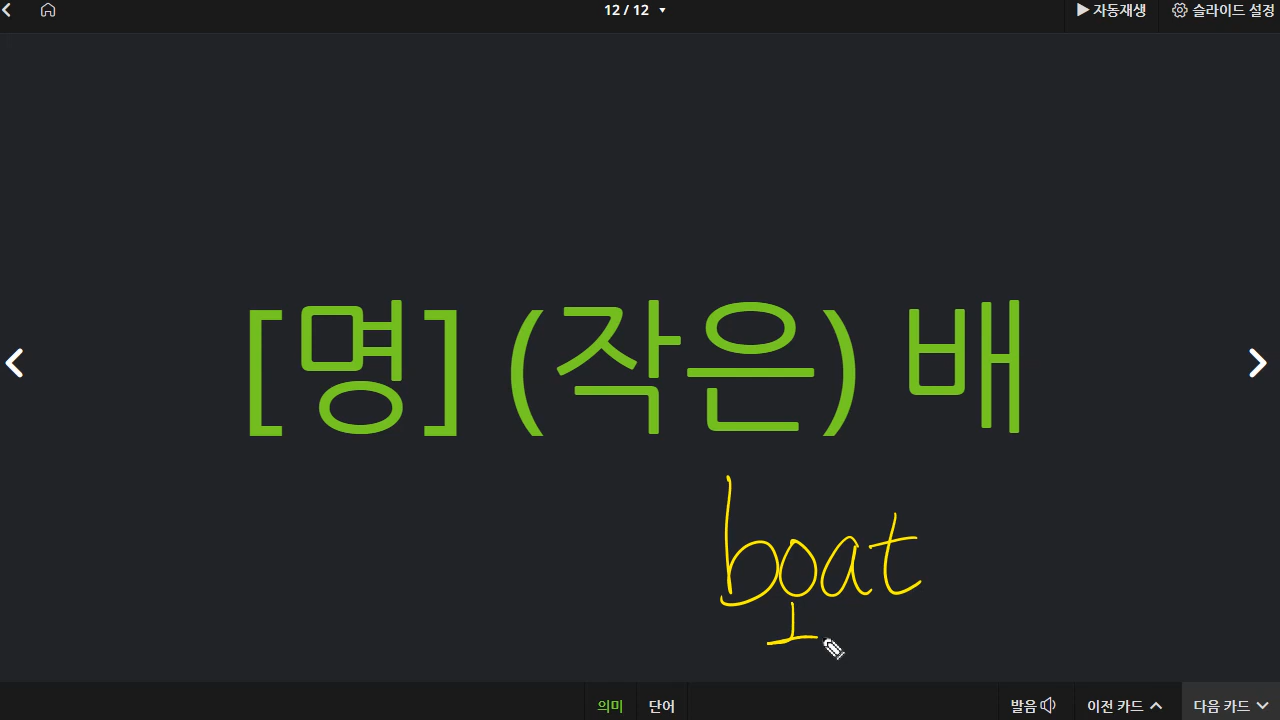 12 / 12
자동재생
슬라이드 설정
[명] (작은) 배
boat
ㅗ
의미
단어
발음
이전 카드
다음 카드